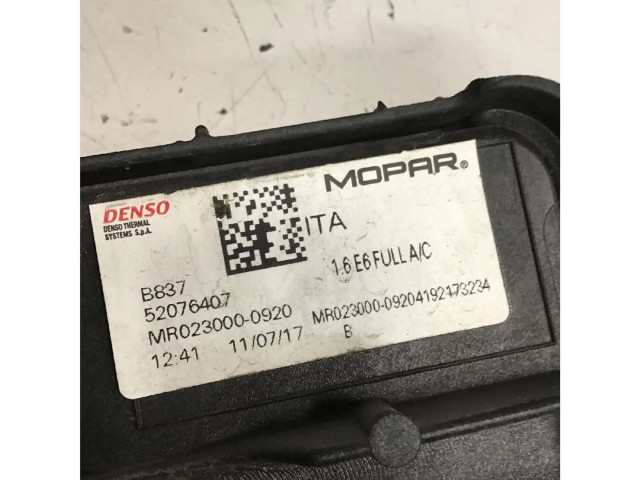 DENSO
DENSO THERMAL
SYSTEMS S.p.A.
ITA
MOPAR®
1.6 E6 FULL A/C
B837
52076407
MR023000-0920
MR023000-09204192173234
12:41 11/07/17 B